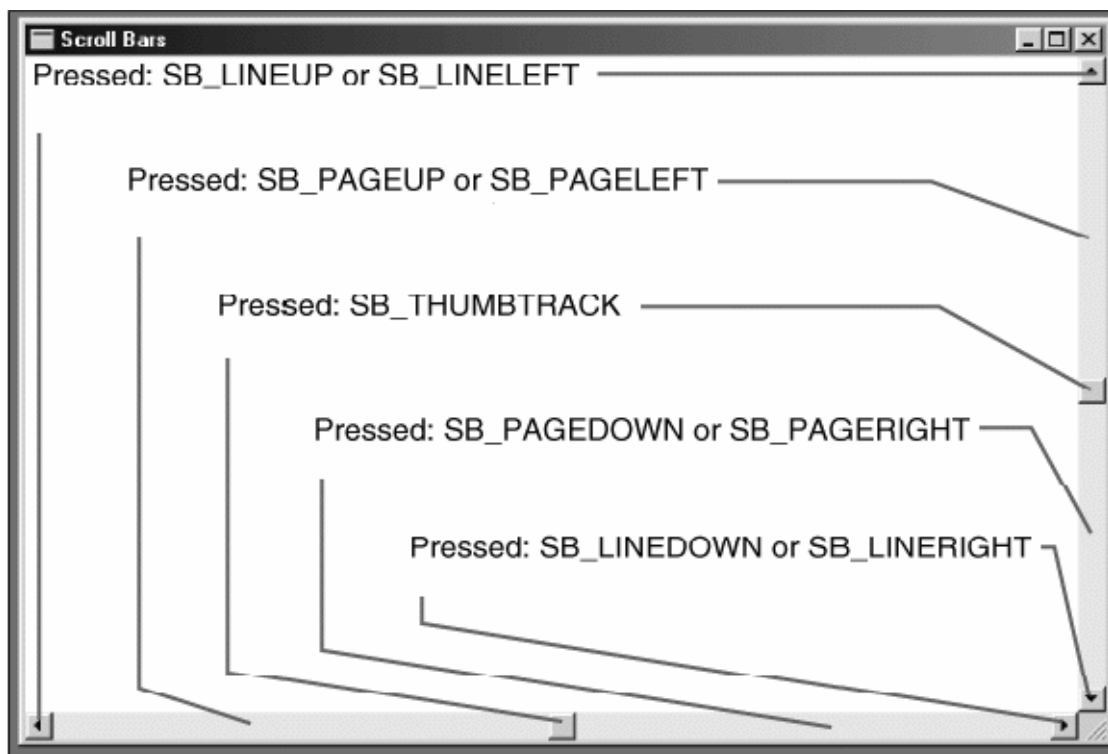 Scroll Bars
Pressed: SB_LINEUP or SB_LINELEFT
Pressed: SB_PAGEUP or SB_PAGELEFT
Pressed: SB_THUMBTRACK
Pressed: SB_PAGEDOWN or SB_PAGERIGHT
Pressed: SB_LINEDOWN or SB_LINERIGHT